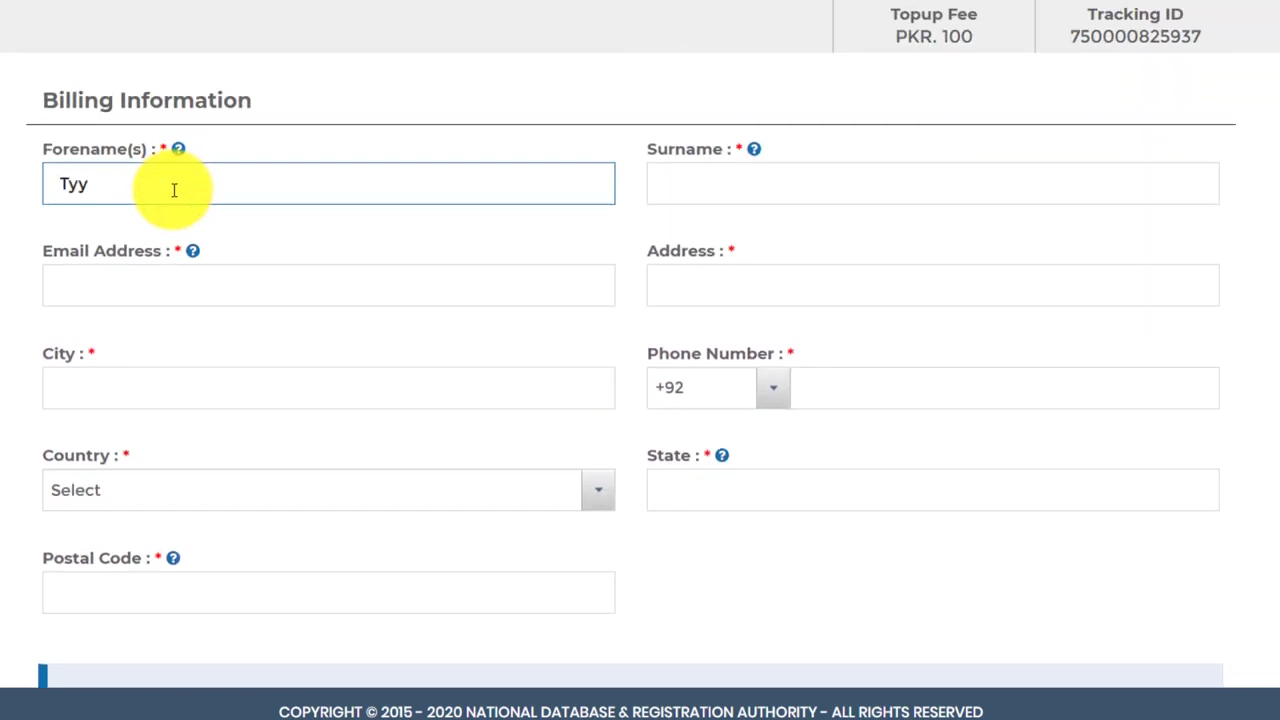 Topup Fee
PKR. 100
Tracking ID
750000825937
Billing Information
Forename(s) : * ?
Tyy
Surname : * ?
Email Address : * ?
Address : *
City : *
Phone Number : *
+92
Country : *
Select
State : * ?
Postal Code : * ?
COPYRIGHT © 2015 - 2020 NATIONAL DATABASE & REGISTRATION AUTHORITY - ALL RIGHTS RESERVED